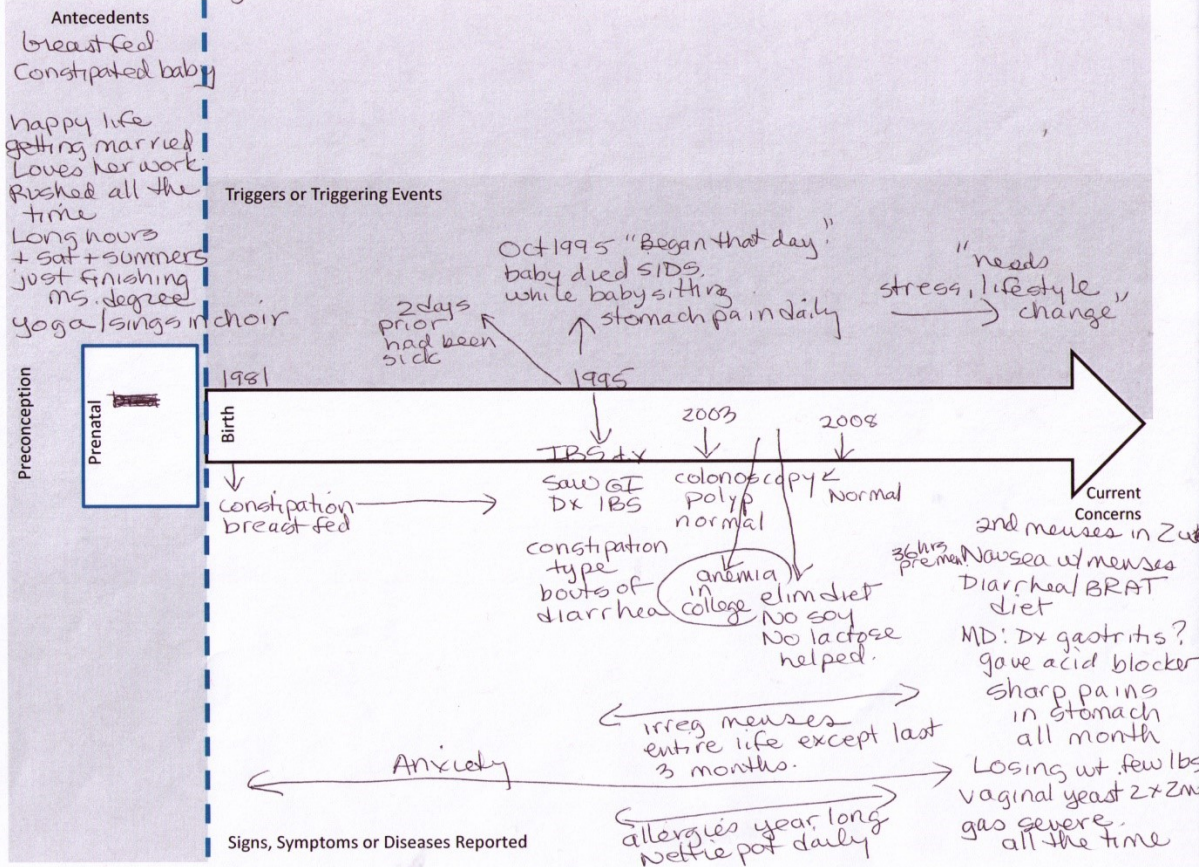 Antecedents
breastfed
Constipated baby
happy life
getting married
Loves her work
Rushed all the
time
Long hours
+ sat + summers
just finishing
ms. degree
yoga/sings in choir
Triggers or Triggering Events
2 days
prior
had been
sick
Oct 1995 "Began that day"
baby died SIDS.
while babysitting
stomach pain daily
"needs
stress, lifestyle
change"
Preconception
Prenatal
Birth
1981
1995
2003
2008
constipation
breastfed
IBS dx
Saw GI
DX IBS
constipation
type
bouts of
diarrhea
colonoscopy
polyp
normal
Normal
anemia
in
college
elim diet
No soy
No lactose
helped.
irreg menses
entire life except last
3 months.
Anxiety
allergies year long
Nettie pot daily
Signs, Symptoms or Diseases Reported
Current
Concerns
2nd menses in 2
36 hrs
premen
Nausea w/ menses
Diarrhea/BRAT
diet
MD: Dx gastritis?
gave acid blocker
sharp pains
in stomach
all month
Losing wt. few lbs
vaginal yeast 2x2
gas severe.
all the time